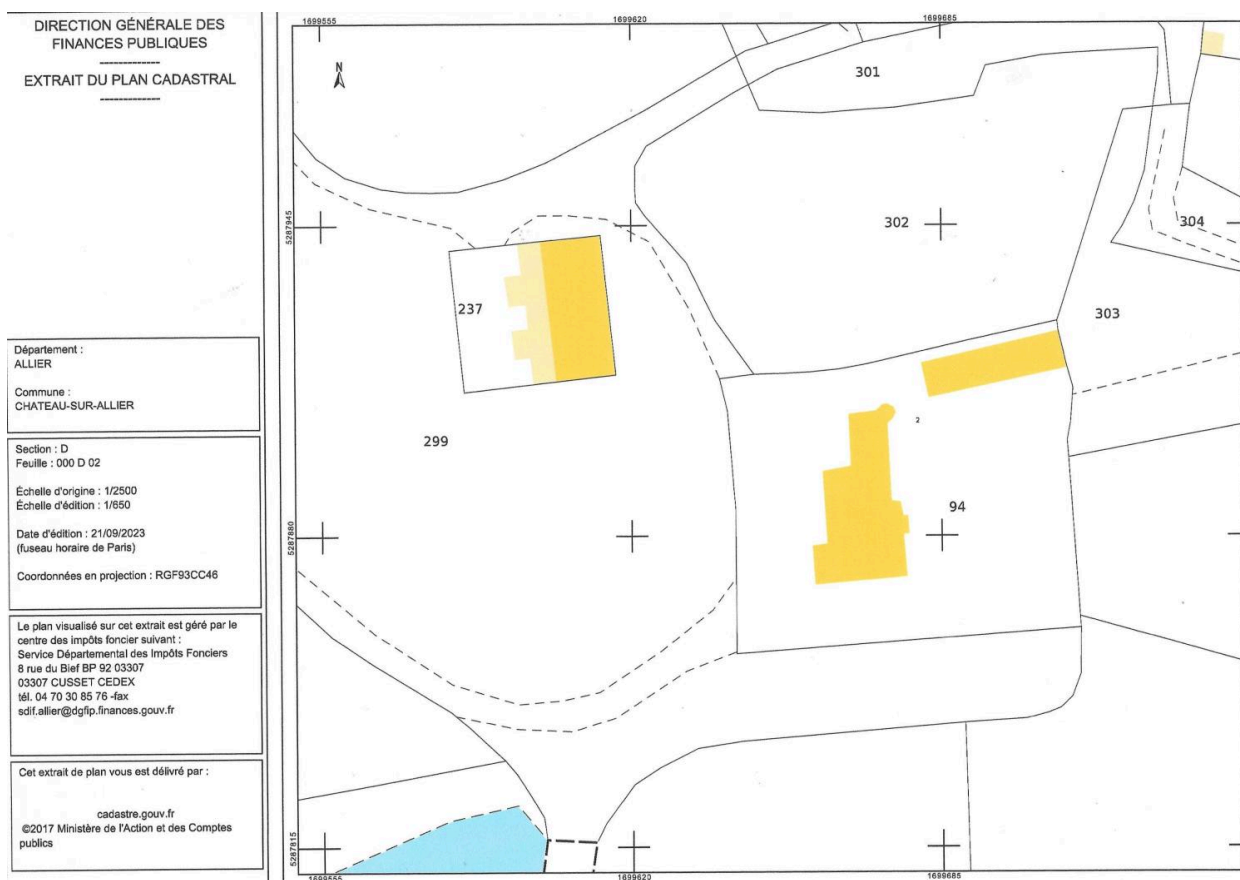 DIRECTION GÉNÉRALE DES
FINANCES PUBLIQUES
-------------
EXTRAIT DU PLAN CADASTRAL
-------------
Département :
ALLIER
Commune :
CHATEAU-SUR-ALLIER
Section : D
Feuille : 000 D 02
Échelle d'origine : 1/2500
Échelle d'édition : 1/650
Date d'édition : 21/09/2023
(fuseau horaire de Paris)
Coordonnées en projection : RGF93CC46
Le plan visualisé sur cet extrait est géré par le
centre des impôts foncier suivant :
Service Départemental des Impôts Fonciers
8 rue du Bief BP 92 03307
03307 CUSSET CEDEX
tél. 04 70 30 85 76 -fax
sdif.allier@dgfip.finances.gouv.fr
Cet extrait de plan vous est délivré par :
cadastre.gouv.fr
©2017 Ministère de l'Action et des Comptes
publics
1699555
1699620
1699685
N
301
5287945
302
304
237
303
299
2
94
5287880
5287815
1699555
1699620
1699685